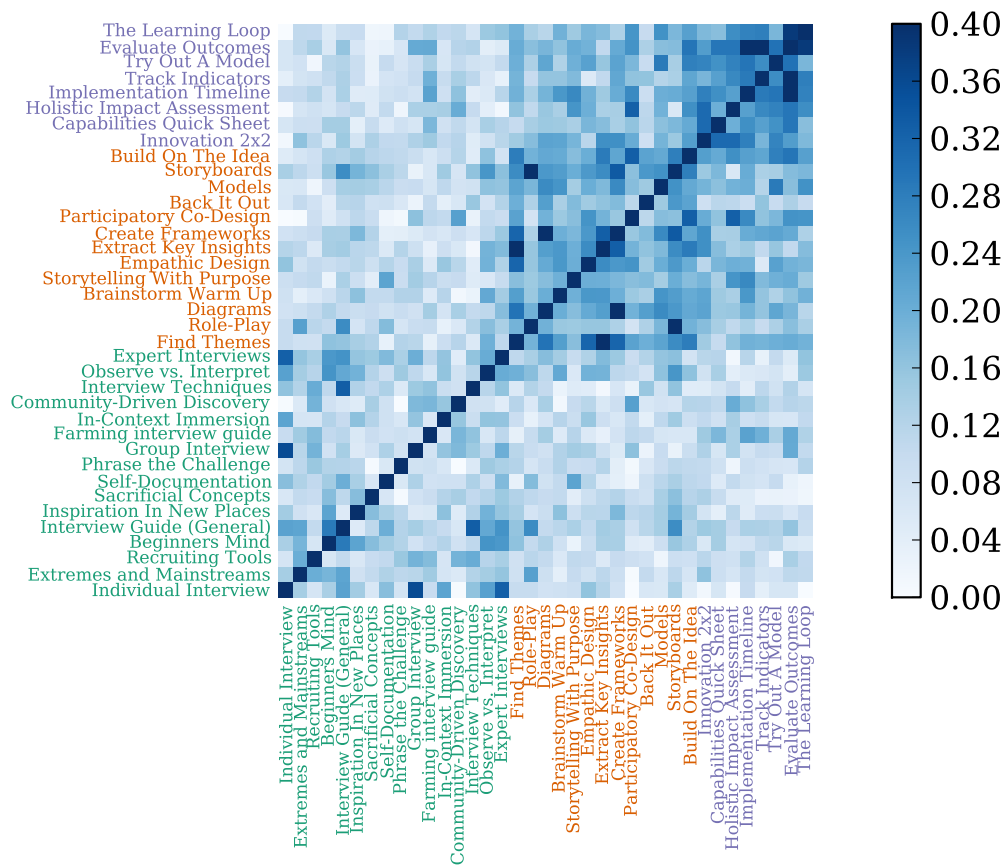 The Learning Loop
Evaluate Outcomes
Try Out A Model
Track Indicators
Implementation Timeline
Holistic Impact Assessment
Capabilities Quick Sheet
Innovation 2x2
Build On The Idea
Storyboards
Models
Back It Out
Participatory Co-Design
Create Frameworks
Extract Key Insights
Empathic Design
Storytelling With Purpose
Brainstorm Warm Up
Diagrams
Role-Play
Find Themes
Expert Interviews
Observe vs. Interpret
Interview Techniques
Community-Driven Discovery
In-Context Immersion
Farming interview guide
Group Interview
Phrase the Challenge
Self-Documentation
Sacrificial Concepts
Inspiration In New Places
Interview Guide (General)
Beginners Mind
Recruiting Tools
Extremes and Mainstreams
Individual Interview
Individual Interview
Extremes and Mainstreams
Recruiting Tools
Beginners Mind
Interview Guide (General)
Inspiration In New Places
Sacrificial Concepts
Self-Documentation
Phrase the Challenge
Group Interview
Farming interview guide
In-Context Immersion
Community-Driven Discovery
Interview Techniques
Observe vs. Interpret
Expert Interviews
Find Themes
Role-Play
Diagrams
Brainstorm Warm Up
Storytelling With Purpose
Empathic Design
Extract Key Insights
Create Frameworks
Participatory Co-Design
Back It Out
Models
Storyboards
Build On The Idea
Innovation 2x2
Capabilities Quick Sheet
Holistic Impact Assessment
Implementation Timeline
Track Indicators
Try Out A Model
Evaluate Outcomes
The Learning Loop
0.40
0.36
0.32
0.28
0.24
0.20
0.16
0.12
0.08
0.04
0.00